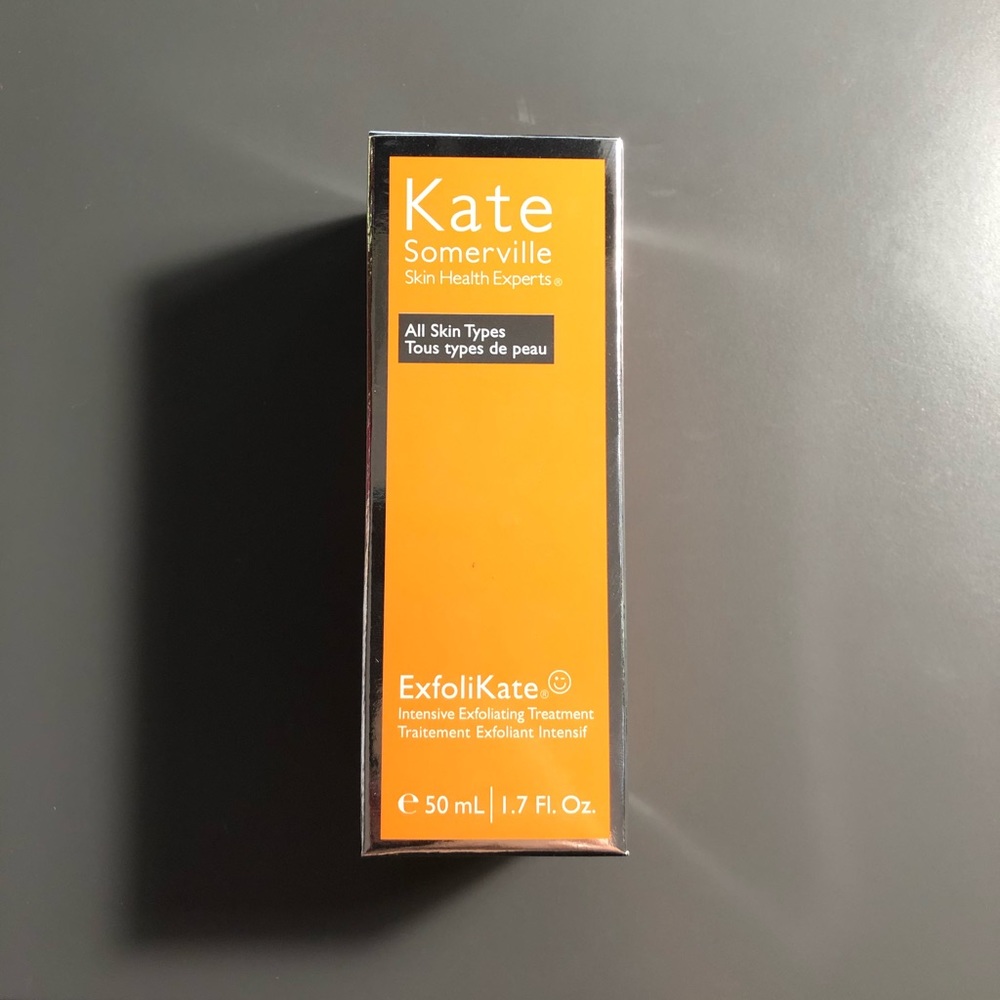 Kate
Somerville
Skin Health Experts®
All Skin Types
Tous types de peau
ExfoliKate®
Intensive Exfoliating Treatment
Traitement Exfoliant Intensif
℮ 50 mL | 1.7 Fl. Oz.